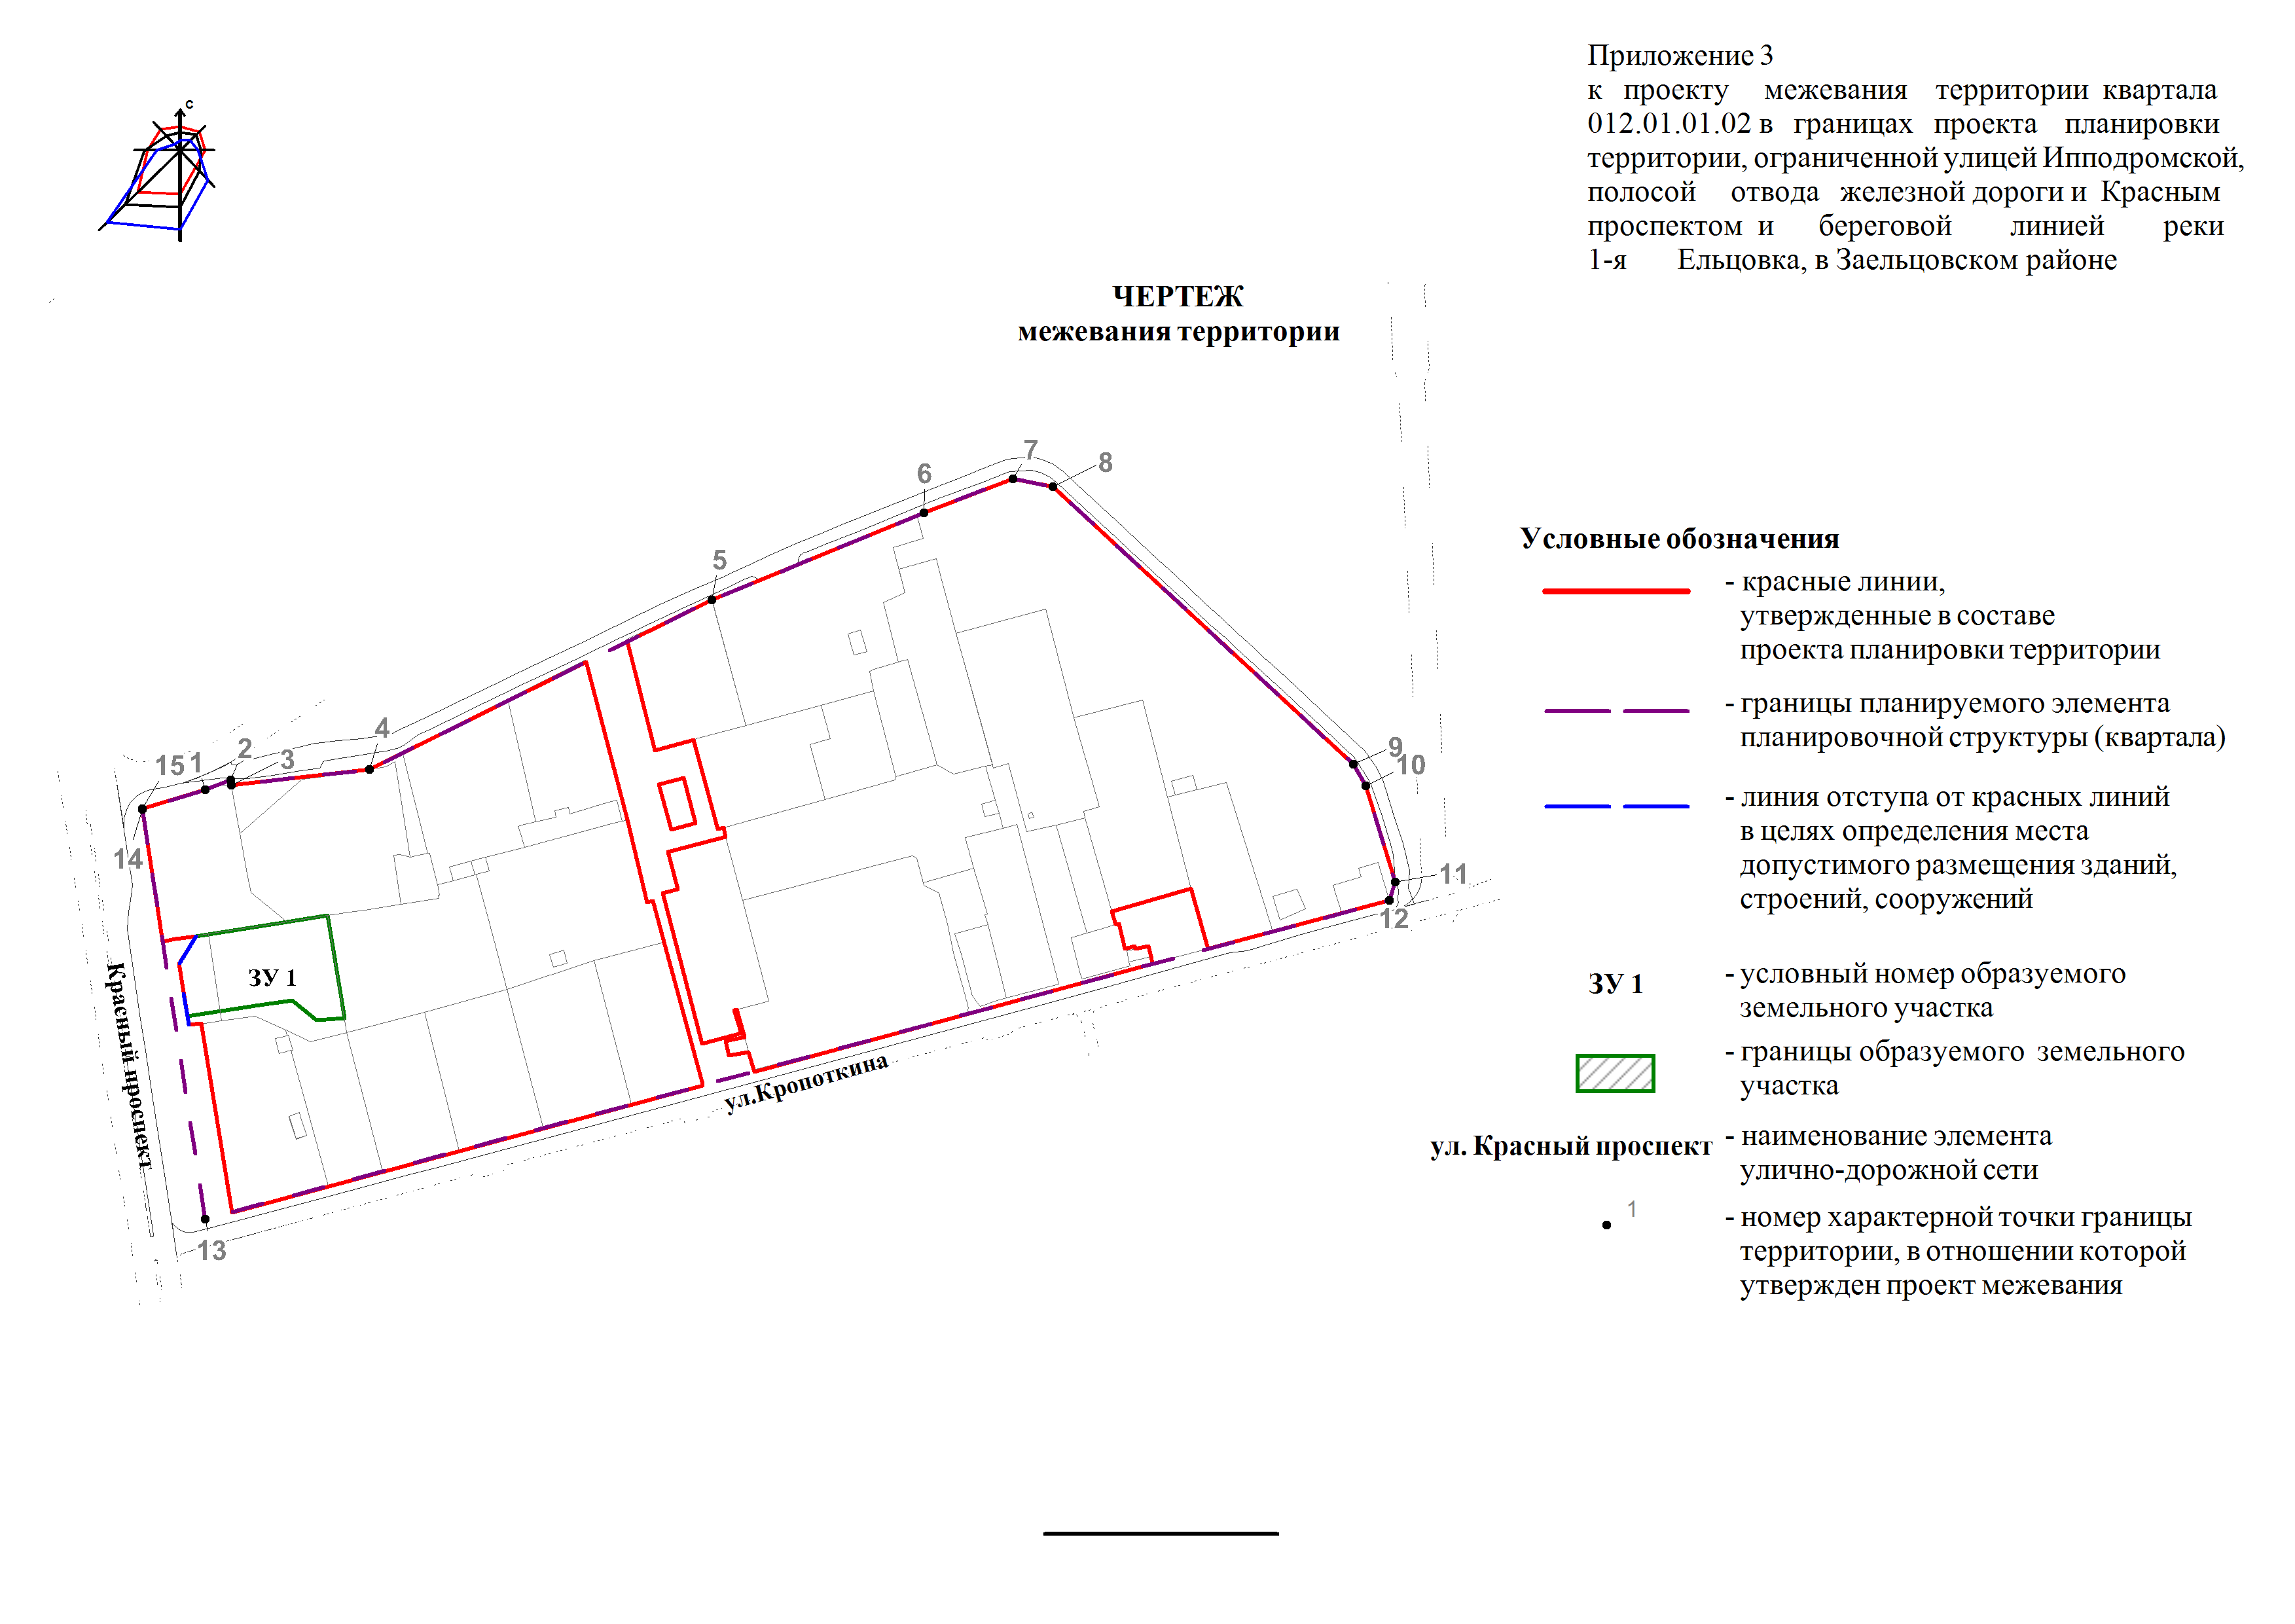 Приложение 3
к проекту межевания территории квартала
012.01.01.02 в границах проекта планировки
территории, ограниченной улицей Ипподромской,
полосой отвода железной дороги и Красным
проспектом и береговой линией реки
1-я Ельцовка, в Заельцовском районе
С
ЧЕРТЕЖ
межевания территории
7
8
6
5
4
2
15 1
3
9
10
14
11
12
ЗУ 1
Красный проспект
ул.Кропоткина
13
Условные обозначения
- красные линии,
утвержденные в составе
проекта планировки территории
- границы планируемого элемента
планировочной структуры (квартала)
- линия отступа от красных линий
в целях определения места
допустимого размещения зданий,
строений, сооружений
ЗУ 1 - условный номер образуемого
земельного участка
- границы образуемого земельного
участка
ул. Красный проспект - наименование элемента
улично-дорожной сети
1 - номер характерной точки границы
территории, в отношении которой
утвержден проект межевания